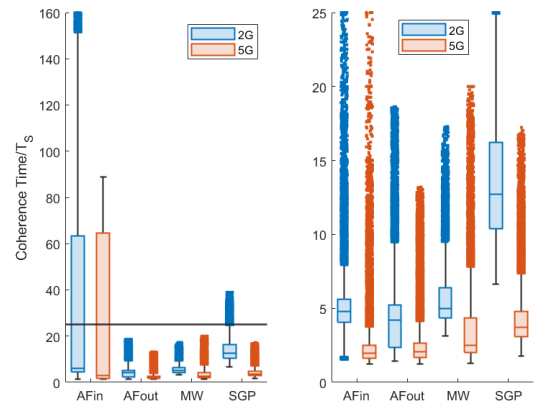 160
140
120
100
80
60
40
20
0
Coherence Time/T_S
2G
5G
AFin AFout MW SGP
25
20
15
10
5
0
2G
5G
AFin AFout MW SGP